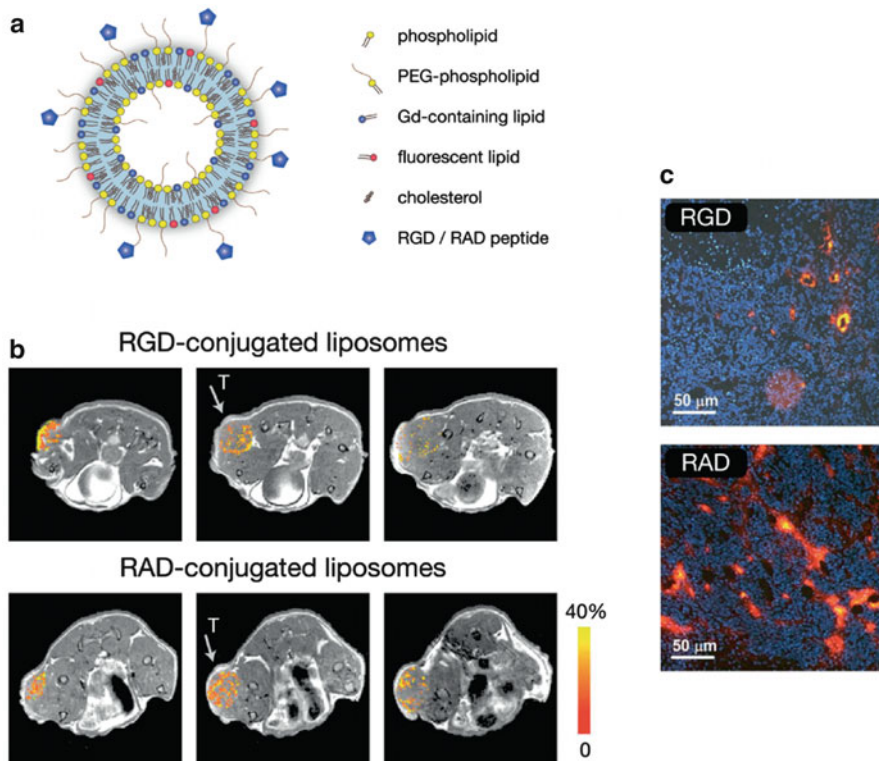 a
phospholipid
PEG-phospholipid
Gd-containing lipid
fluorescent lipid
cholesterol
RGD / RAD peptide
b
RGD-conjugated liposomes
T
RAD-conjugated liposomes
T
40%
0
c
RGD
50 μm
RAD
50 μm